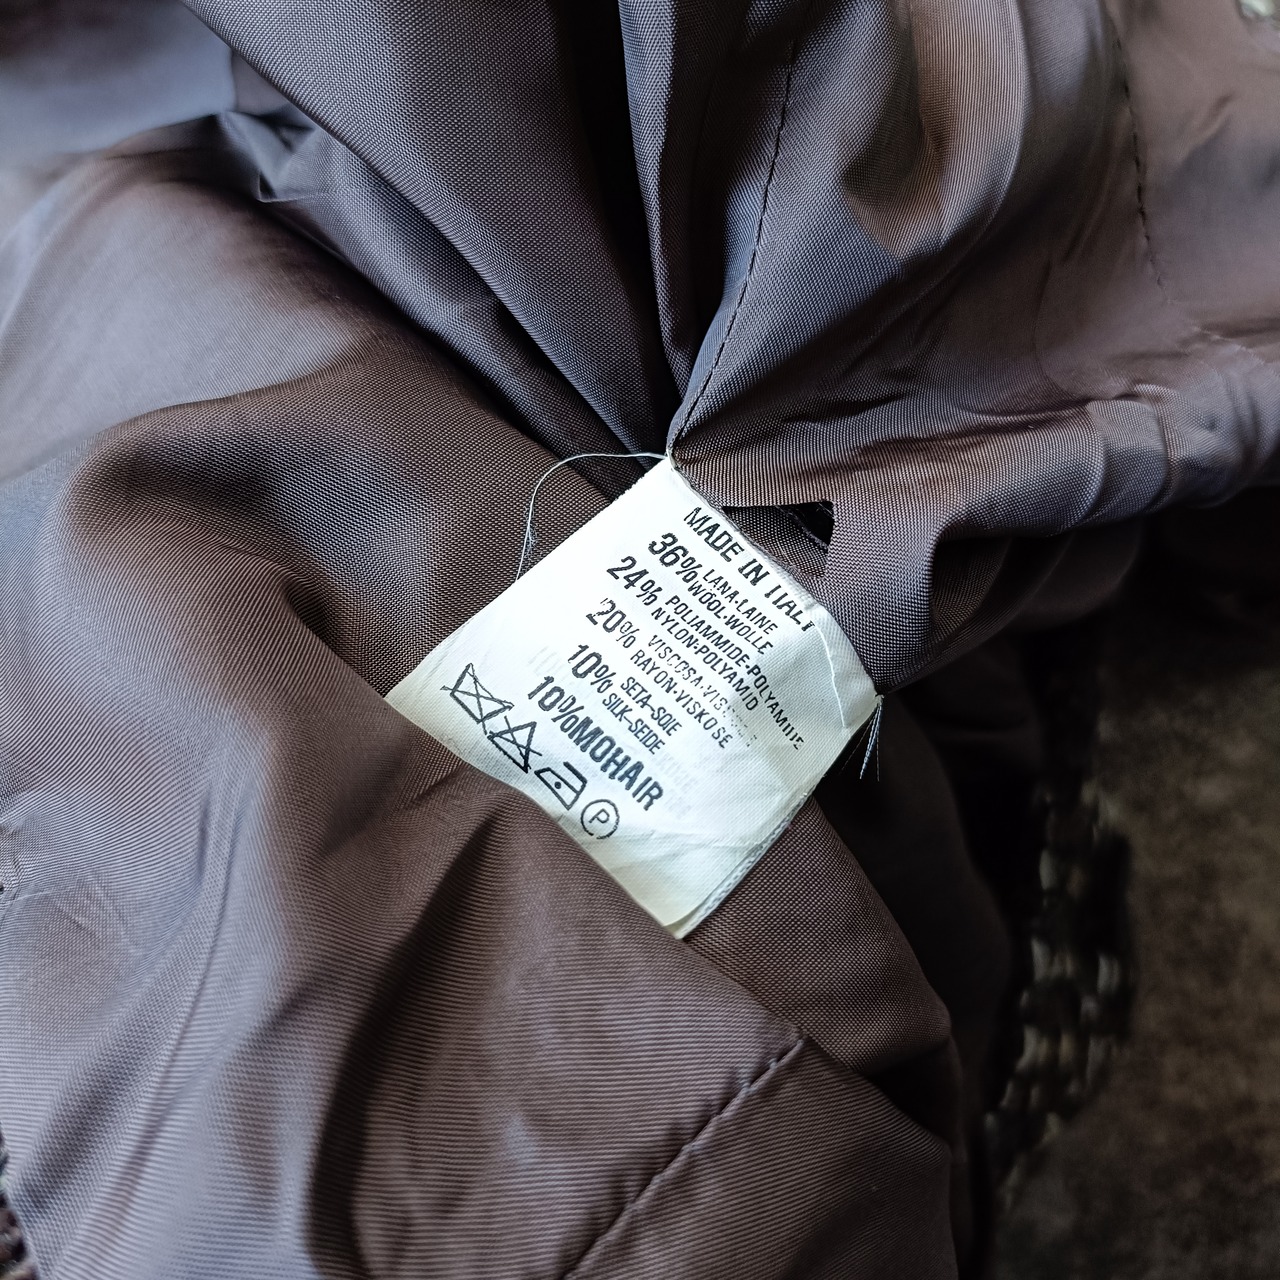 MADE IN ITALY
36% LANA-LAINE
WOOL-WOLLE
24% POLIAMMIDE-POLYAMIDE
NYLON-POLYAMID
20% VISCOSA-VISCOSE
RAYON-VISKOSE
10% SETA-SOIE
SILK-SEIDE
10% MOHAIR
P